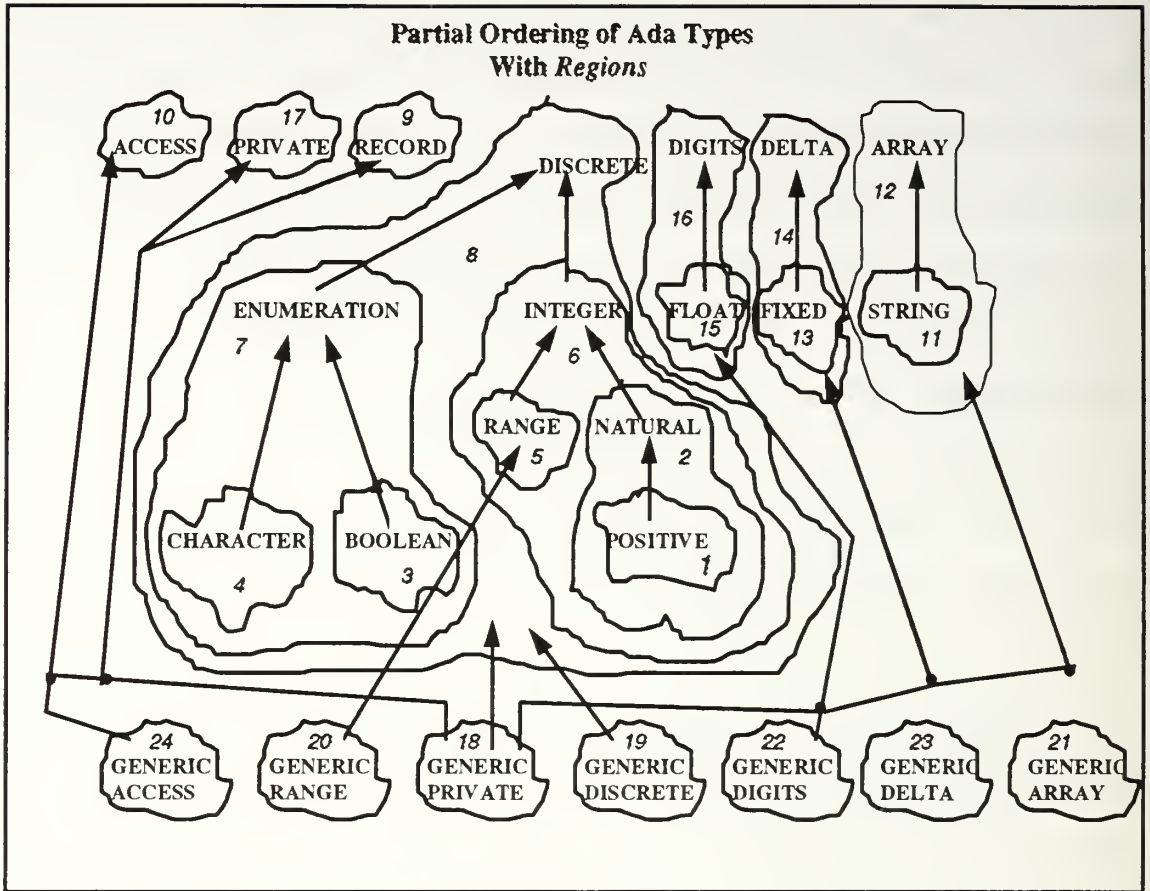 Partial Ordering of Ada Types
With Regions
10
ACCESS
17
PRIVATE
9
RECORD
DISCRETE
DIGITS
DELTA
ARRAY
12
16
14
8
ENUMERATION
7
INTEGER
6
FLOAT
15
FIXED
13
STRING
11
RANGE
5
NATURAL
2
CHARACTER
4
BOOLEAN
3
POSITIVE
1
24
GENERIC
ACCESS
20
GENERIC
RANGE
18
GENERIC
PRIVATE
19
GENERIC
DISCRETE
22
GENERIC
DIGITS
23
GENERIC
DELTA
21
GENERIC
ARRAY